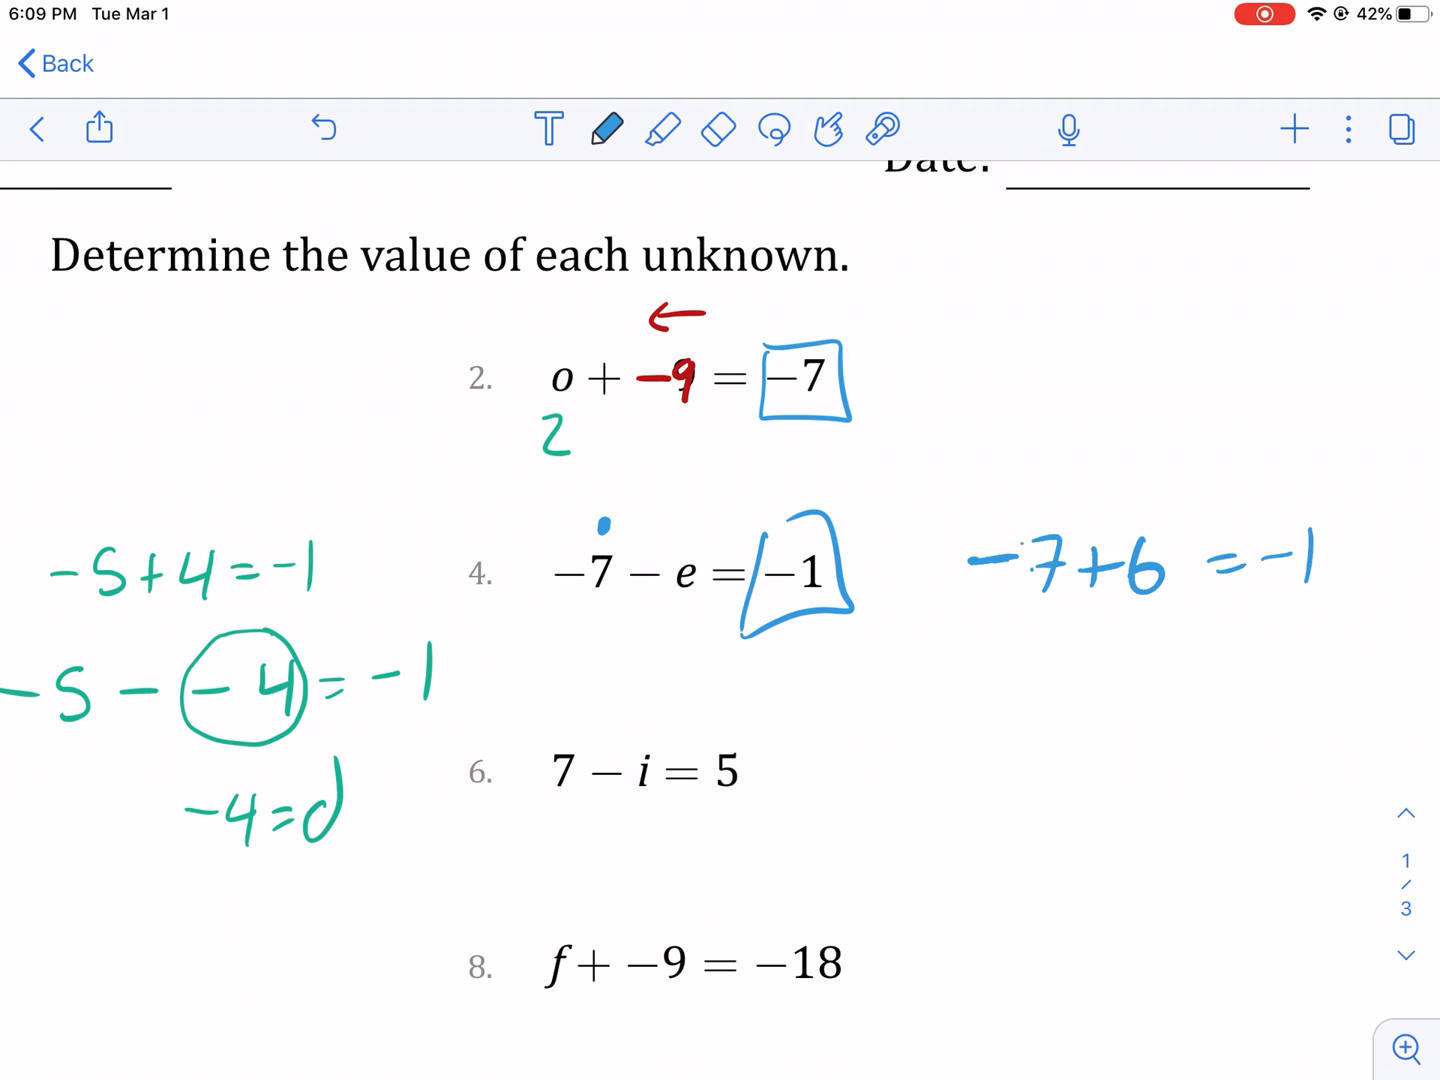 6:09 PM Tue Mar 1
42%
Back
Determine the value of each unknown.
2. o + −9 = −7
2
-5+4=-1
4. −7 − e = −1
-7+6 = -1
-5 - -4 = -1
6. 7 − i = 5
-4=d
1
/
3
8. f + −9 = −18